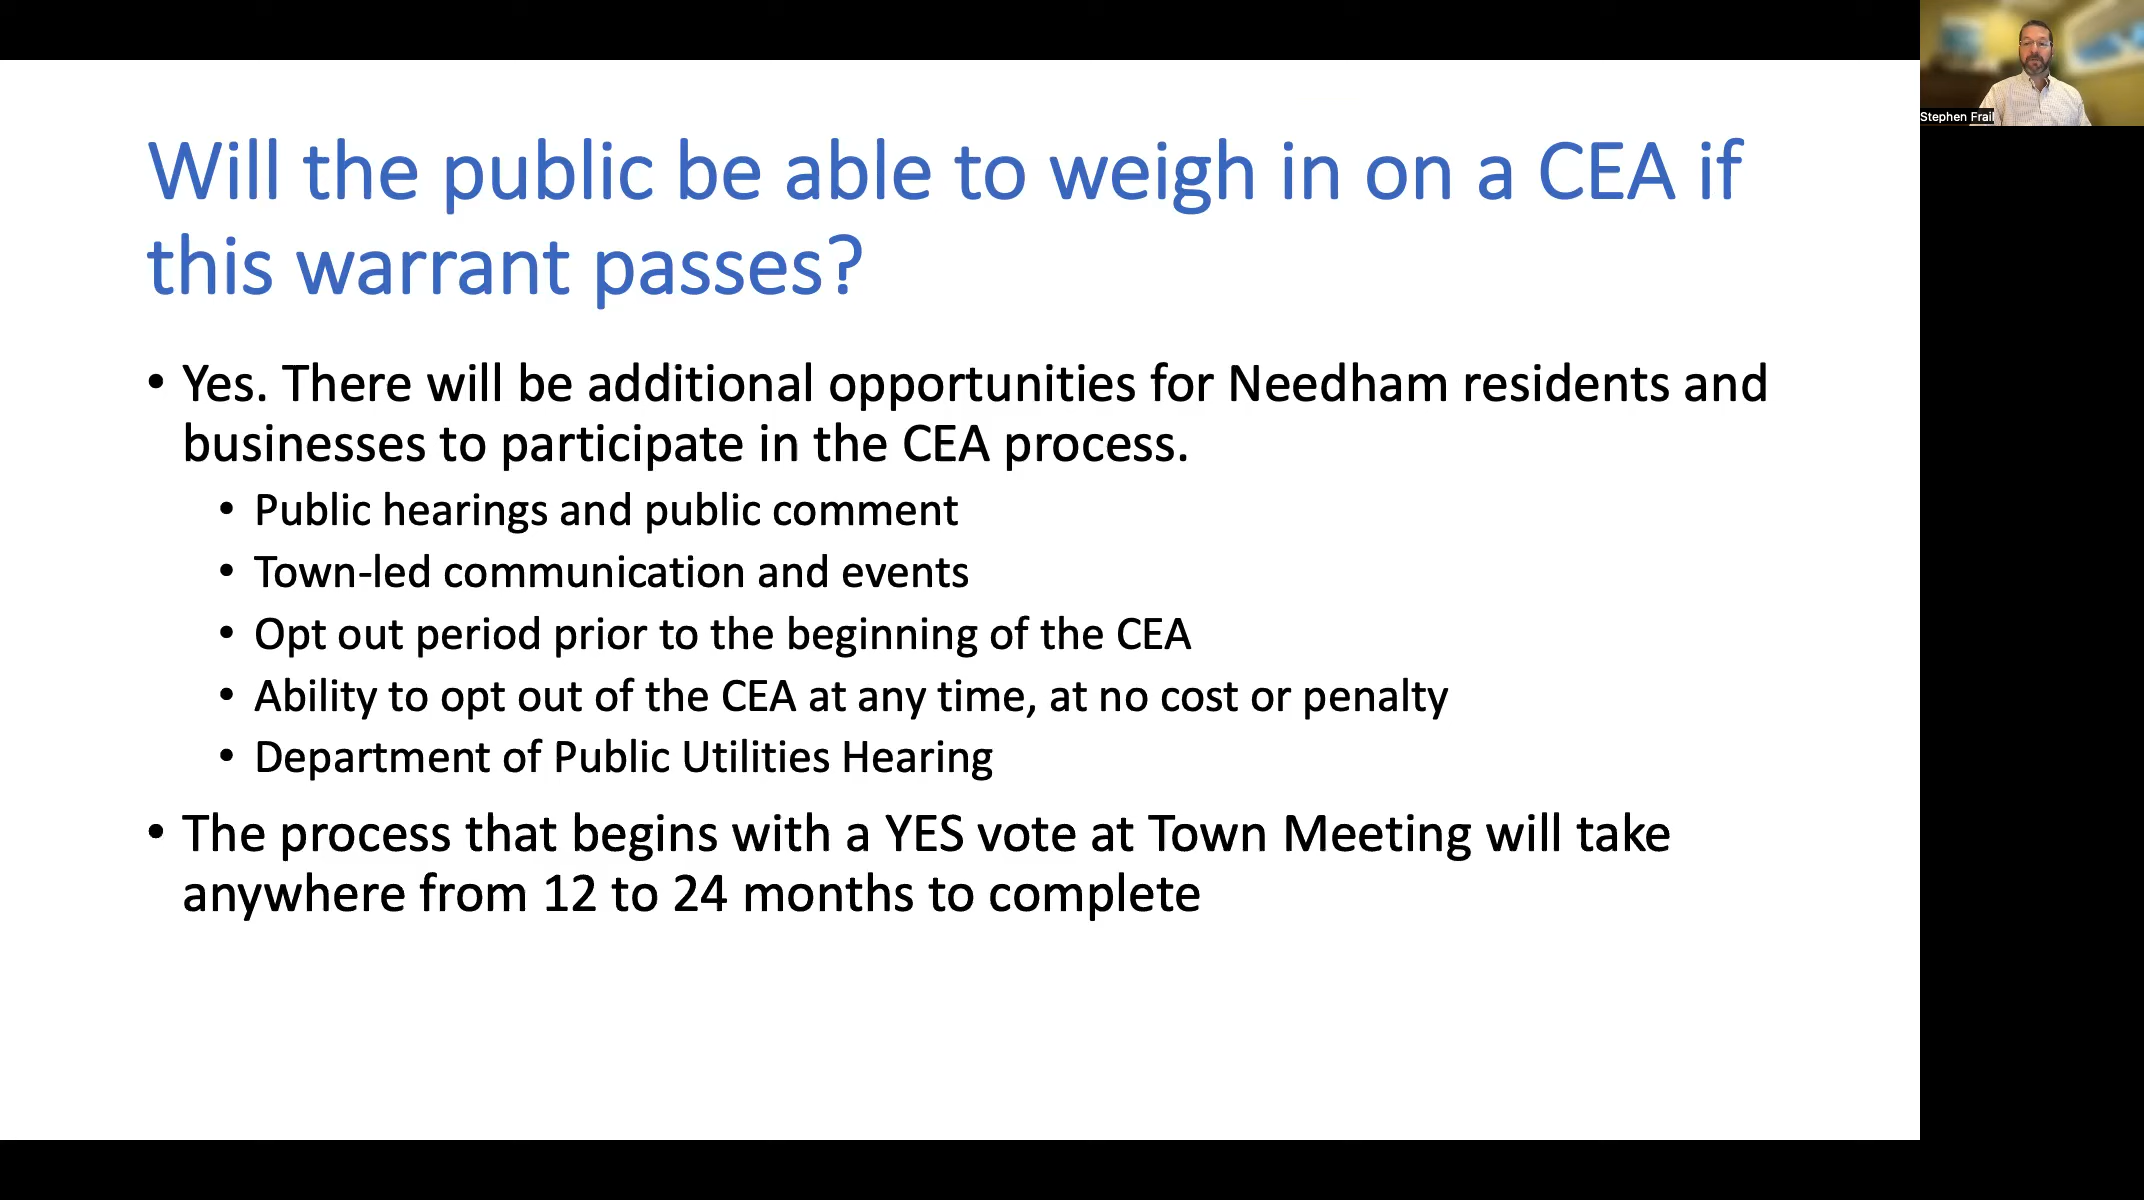 Will the public be able to weigh in on a CEA if
this warrant passes?
• Yes. There will be additional opportunities for Needham residents and
businesses to participate in the CEA process.
• Public hearings and public comment
• Town-led communication and events
• Opt out period prior to the beginning of the CEA
• Ability to opt out of the CEA at any time, at no cost or penalty
• Department of Public Utilities Hearing
• The process that begins with a YES vote at Town Meeting will take
anywhere from 12 to 24 months to complete
Stephen Frail